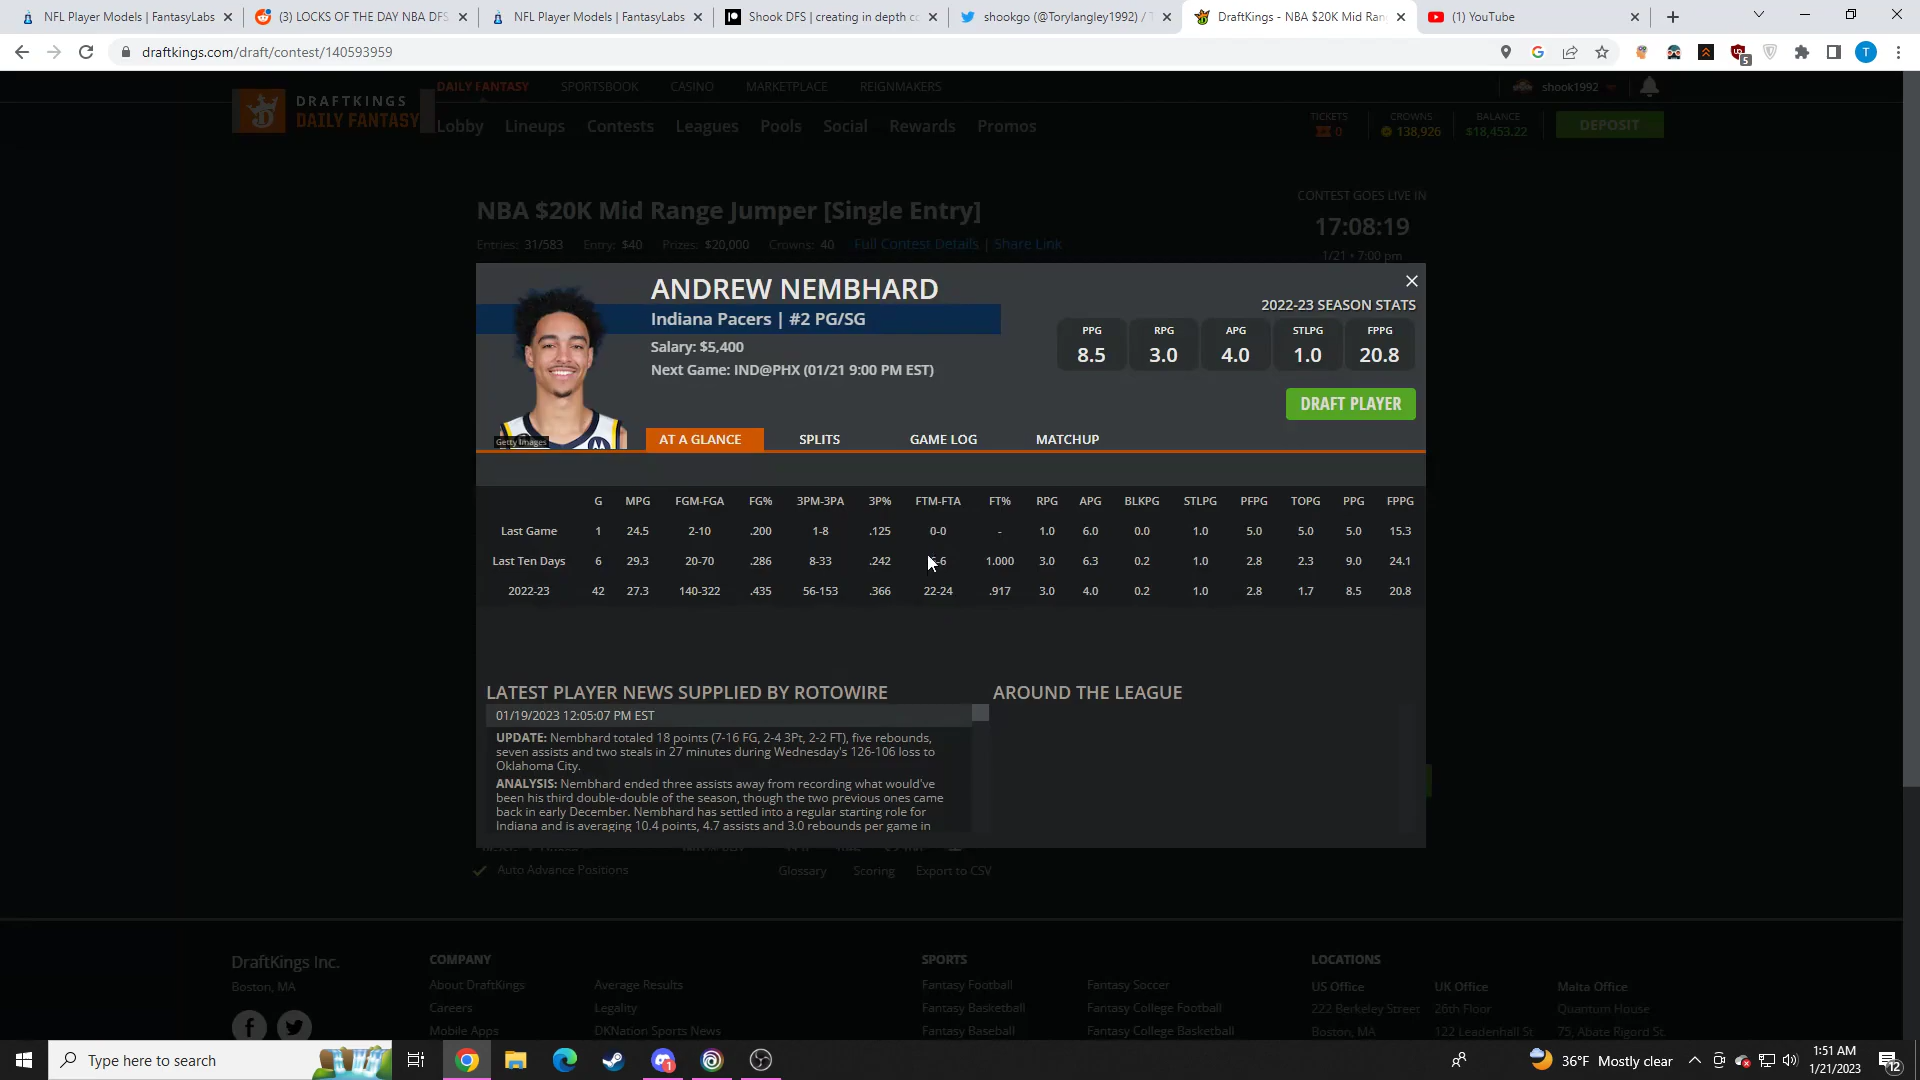 NFL Player Models | FantasyLabs
(3) LOCKS OF THE DAY NBA DFS
NFL Player Models | FantasyLabs
Shook DFS | creating in depth co
shookgo (@Torylangley1992) / T
DraftKings - NBA $20K Mid Ran
(1) YouTube
draftkings.com/draft/contest/140593959
5
T
DRAFTKINGS
DAILY FANTASY
DAILY FANTASY
SPORTSBOOK
CASINO
MARKETPLACE
REIGNMAKERS
shook1992
Lobby
Lineups
Contests
Leagues
Pools
Social
Rewards
Promos
TICKETS
0
CROWNS
138,926
BALANCE
$18,453.22
DEPOSIT
NBA $20K Mid Range Jumper [Single Entry]
CONTEST GOES LIVE IN
17:08:19
1/21 • 7:00 pm
Entries: 31/583 Entry: $40 Prizes: $20,000 Crowns: 40 Full Contest Details | Share Link
ANDREW NEMBHARD
Indiana Pacers | #2 PG/SG
Salary: $5,400
Next Game: IND@PHX (01/21 9:00 PM EST)
Getty Images
2022-23 SEASON STATS
PPG RPG APG STLPG FPPG
8.5 3.0 4.0 1.0 20.8
DRAFT PLAYER
AT A GLANCE
SPLITS
GAME LOG
MATCHUP
G MPG FGM-FGA FG% 3PM-3PA 3P% FTM-FTA FT% RPG APG BLKPG STLPG PFPG TOPG PPG FPPG
Last Game 1 24.5 2-10 .200 1-8 .125 0-0 - 1.0 6.0 0.0 1.0 5.0 5.0 5.0 15.3
Last Ten Days 6 29.3 20-70 .286 8-33 .242 -6 1.000 3.0 6.3 0.2 1.0 2.8 2.3 9.0 24.1
2022-23 42 27.3 140-322 .435 56-153 .366 22-24 .917 3.0 4.0 0.2 1.0 2.8 1.7 8.5 20.8
LATEST PLAYER NEWS SUPPLIED BY ROTOWIRE
AROUND THE LEAGUE
01/19/2023 12:05:07 PM EST
UPDATE: Nembhard totaled 18 points (7-16 FG, 2-4 3Pt, 2-2 FT), five rebounds,
seven assists and two steals in 27 minutes during Wednesday's 126-106 loss to
Oklahoma City.
ANALYSIS: Nembhard ended three assists away from recording what would've
been his third double-double of the season, though the two previous ones came
back in early December. Nembhard has settled into a regular starting role for
Indiana and is averaging 10.4 points, 4.7 assists and 3.0 rebounds per game in
Auto Advance Positions
Glossary
Scoring
Export to CSV
DraftKings Inc.
Boston, MA
COMPANY
About DraftKings
Careers
Mobile Apps
Average Results
Legality
DKNation Sports News
SPORTS
Fantasy Football
Fantasy Basketball
Fantasy Baseball
Fantasy Soccer
Fantasy College Football
Fantasy College Basketball
LOCATIONS
US Office
222 Berkeley Street
Boston, MA
UK Office
26th Floor
122 Leadenhall St
Malta Office
Quantum House
75, Abate Rigord St.
Type here to search
1
36°F Mostly clear
1:51 AM
1/21/2023
12